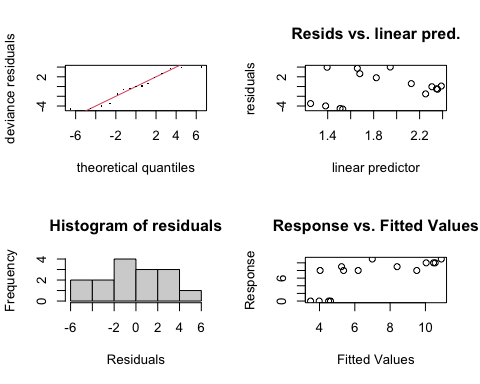 deviance residuals
-4
2
-6
-2
2
4
6
theoretical quantiles
Resids vs. linear pred.
residuals
-4
2
1.4
1.8
2.2
linear predictor
Histogram of residuals
Frequency
0
2
4
-6
-4
-2
0
2
4
6
Residuals
Response vs. Fitted Values
Response
0
6
4
6
8
10
Fitted Values